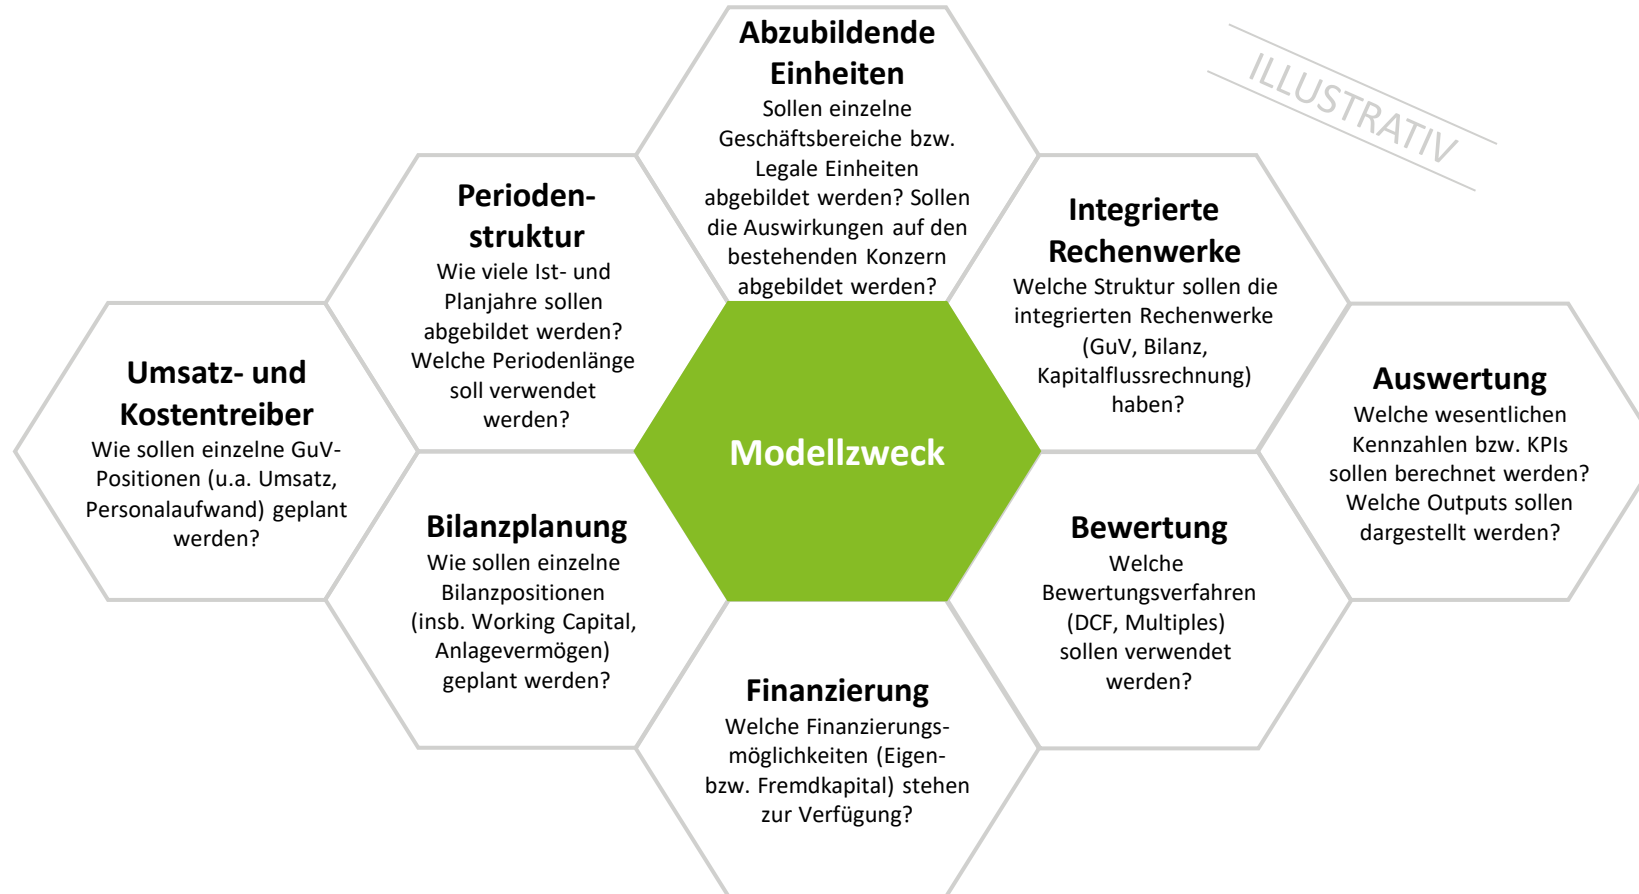 Abzubildende
Einheiten
Sollen einzelne
Geschäftsbereiche bzw.
Legale Einheiten
abgebildet werden? Sollen
die Auswirkungen auf den
bestehenden Konzern
abgebildet werden?
ILLUSTRATIV
Perioden-
struktur
Wie viele Ist- und
Planjahre sollen
abgebildet werden?
Welche Periodenlänge
soll verwendet
werden?
Integrierte
Rechenwerke
Welche Struktur sollen die
integrierten Rechenwerke
(GuV, Bilanz,
Kapitalflussrechnung)
haben?
Umsatz- und
Kostentreiber
Wie sollen einzelne GuV-
Positionen (u.a. Umsatz,
Personalaufwand) geplant
werden?
Modellzweck
Auswertung
Welche wesentlichen
Kennzahlen bzw. KPIs
sollen berechnet werden?
Welche Outputs sollen
dargestellt werden?
Bilanzplanung
Wie sollen einzelne
Bilanzpositionen
(insb. Working Capital,
Anlagevermögen)
geplant werden?
Bewertung
Welche
Bewertungsverfahren
(DCF, Multiples)
sollen verwendet
werden?
Finanzierung
Welche Finanzierungs-
möglichkeiten (Eigen-
bzw. Fremdkapital) stehen
zur Verfügung?